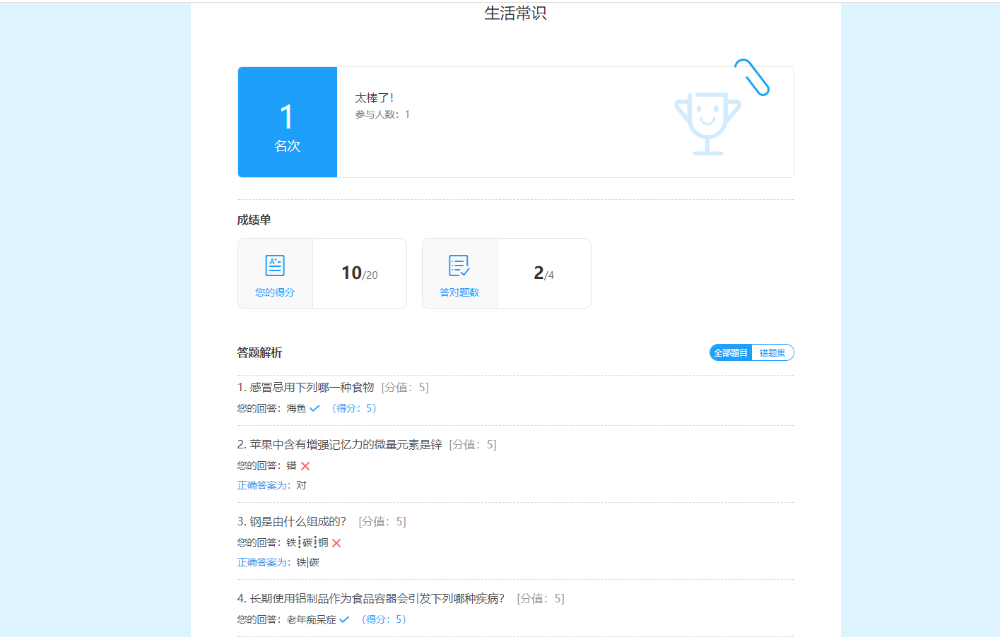 生活常识
1
名次
太棒了!
参与人数：1
成绩单
A+
您的得分
10/20
答对题数
2/4
答题解析
全部题目 错题集
1. 感冒忌用下列哪一种食物 [分值：5]
您的回答：海鱼 （得分：5）
2. 苹果中含有增强记忆力的微量元素是锌 [分值：5]
您的回答：错
正确答案为：对
3. 钢是由什么组成的？ [分值：5]
您的回答：铁┋碳┋铜
正确答案为：铁|碳
4. 长期使用铝制品作为食品容器会引发下列哪种疾病？ [分值：5]
您的回答：老年痴呆症 （得分：5）